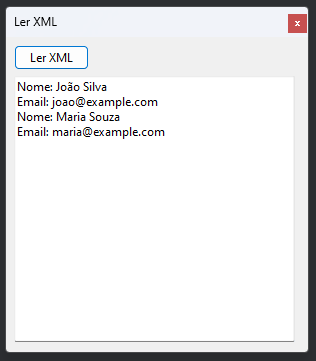 Ler XML
x
Ler XML
Nome: João Silva
Email: joao@example.com
Nome: Maria Souza
Email: maria@example.com